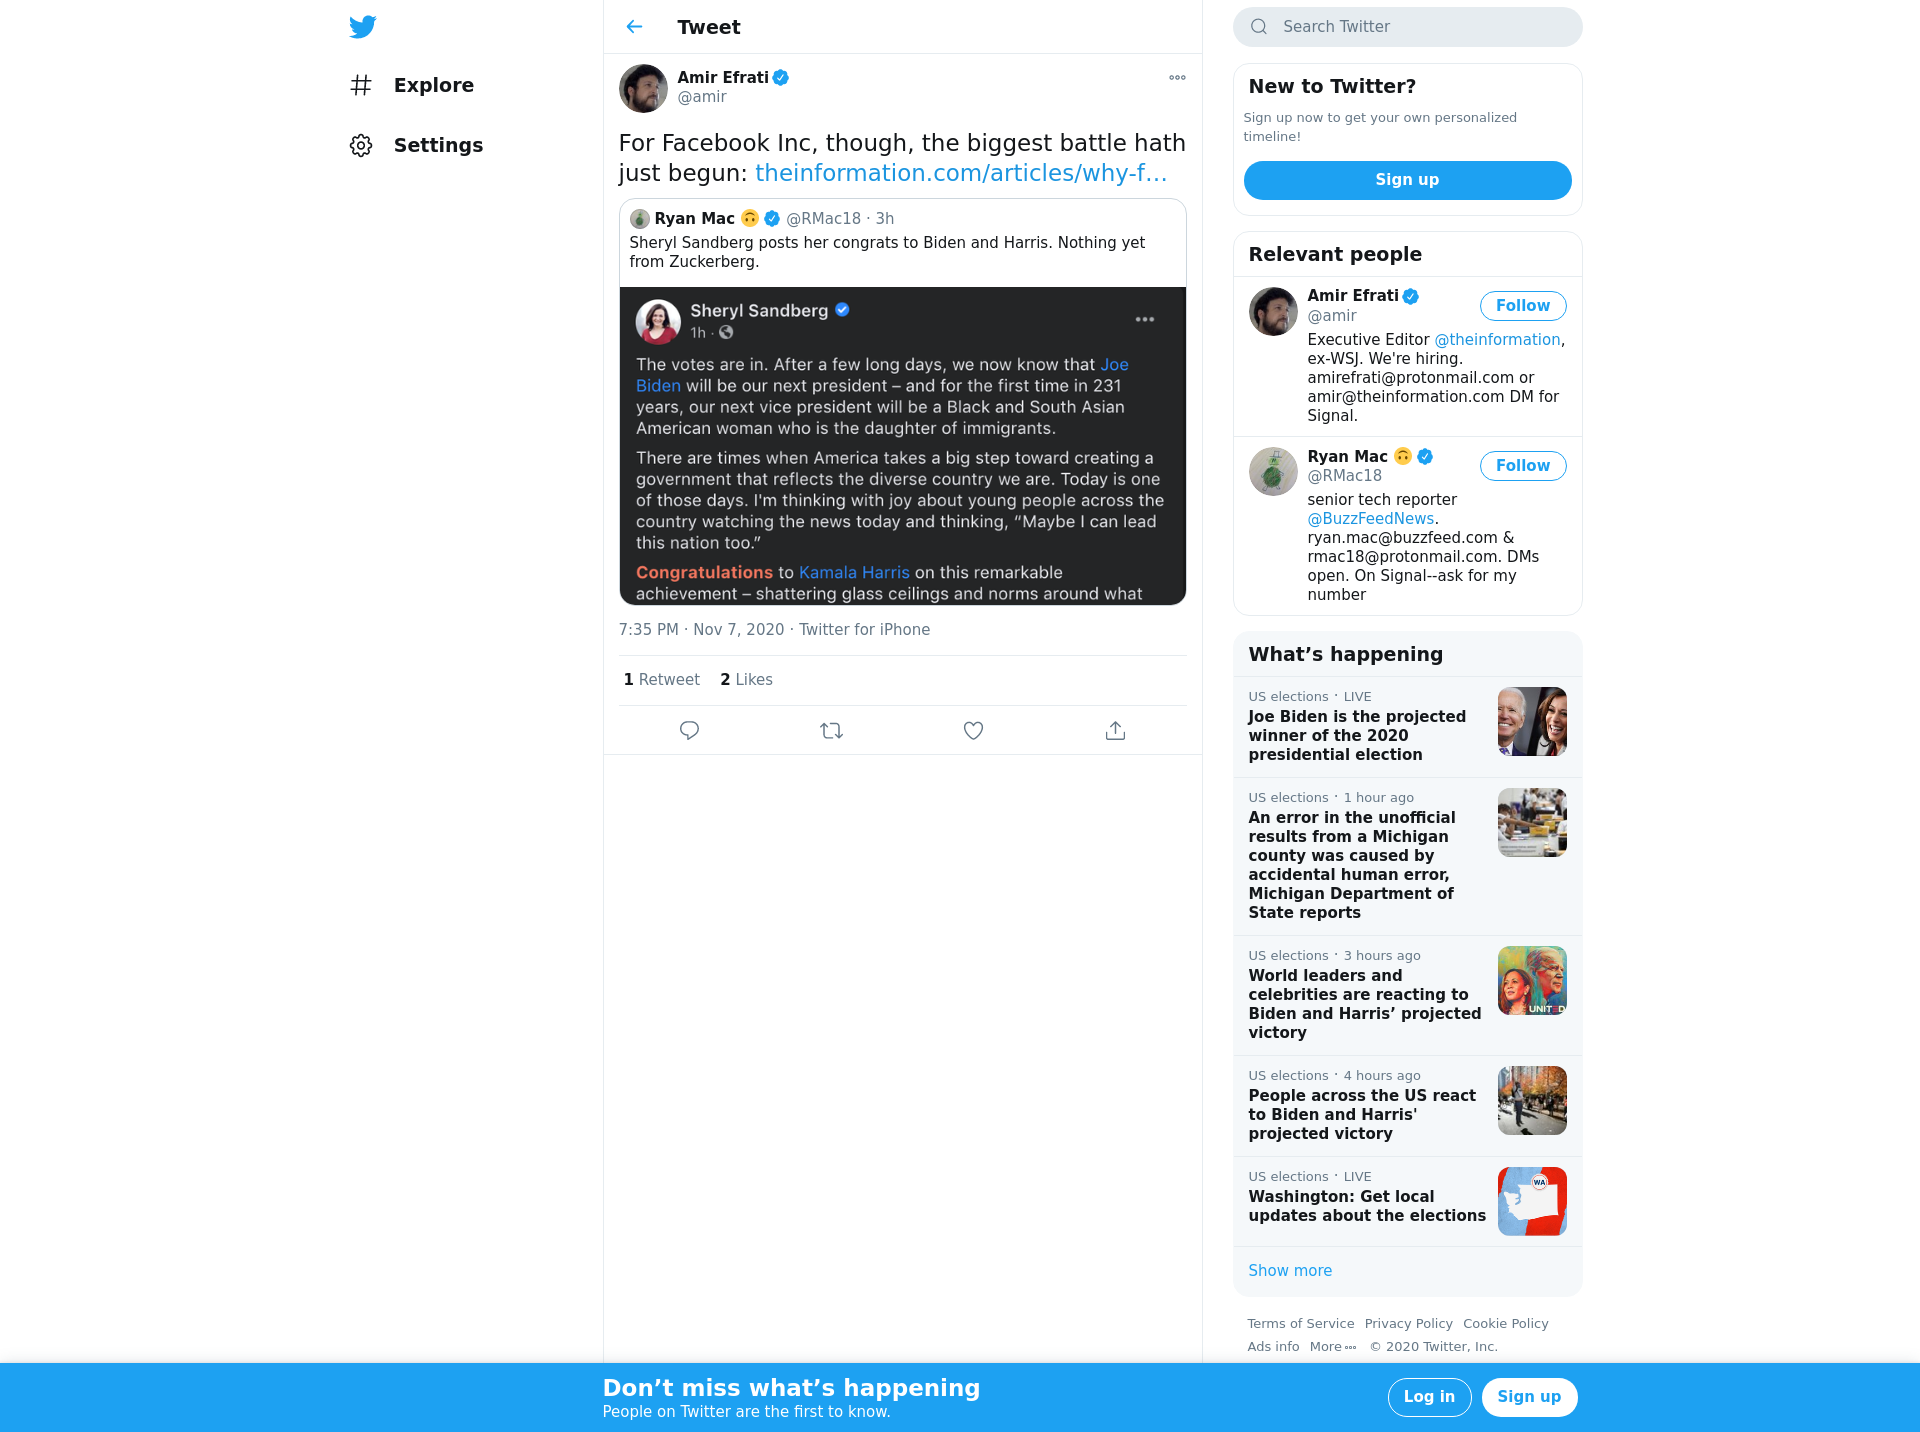 Explore
Settings
Tweet
Amir Efrati
@amir
For Facebook Inc, though, the biggest battle hath
just begun: theinformation.com/articles/why-f…
Ryan Mac 🙃 @RMac18 · 3h
Sheryl Sandberg posts her congrats to Biden and Harris. Nothing yet
from Zuckerberg.
Sheryl Sandberg
1h ·
The votes are in. After a few long days, we now know that Joe
Biden will be our next president – and for the first time in 231
years, our next vice president will be a Black and South Asian
American woman who is the daughter of immigrants.
There are times when America takes a big step toward creating a
government that reflects the diverse country we are. Today is one
of those days. I'm thinking with joy about young people across the
country watching the news today and thinking, “Maybe I can lead
this nation too.”
Congratulations to Kamala Harris on this remarkable
achievement – shattering glass ceilings and norms around what
7:35 PM · Nov 7, 2020 · Twitter for iPhone
1 Retweet 2 Likes
Search Twitter
New to Twitter?
Sign up now to get your own personalized
timeline!
Sign up
Relevant people
Amir Efrati
@amir
Follow
Executive Editor @theinformation,
ex-WSJ. We're hiring.
amirefrati@protonmail.com or
amir@theinformation.com DM for
Signal.
Ryan Mac 🙃
@RMac18
Follow
senior tech reporter
@BuzzFeedNews.
ryan.mac@buzzfeed.com &
rmac18@protonmail.com. DMs
open. On Signal--ask for my
number
What’s happening
US elections · LIVE
Joe Biden is the projected
winner of the 2020
presidential election
US elections · 1 hour ago
An error in the unofficial
results from a Michigan
county was caused by
accidental human error,
Michigan Department of
State reports
US elections · 3 hours ago
World leaders and
celebrities are reacting to
Biden and Harris’ projected
victory
UNITED
US elections · 4 hours ago
People across the US react
to Biden and Harris'
projected victory
US elections · LIVE
Washington: Get local
updates about the elections
WA
Show more
Terms of Service Privacy Policy Cookie Policy
Ads info More © 2020 Twitter, Inc.
Don’t miss what’s happening
People on Twitter are the first to know.
Log in
Sign up